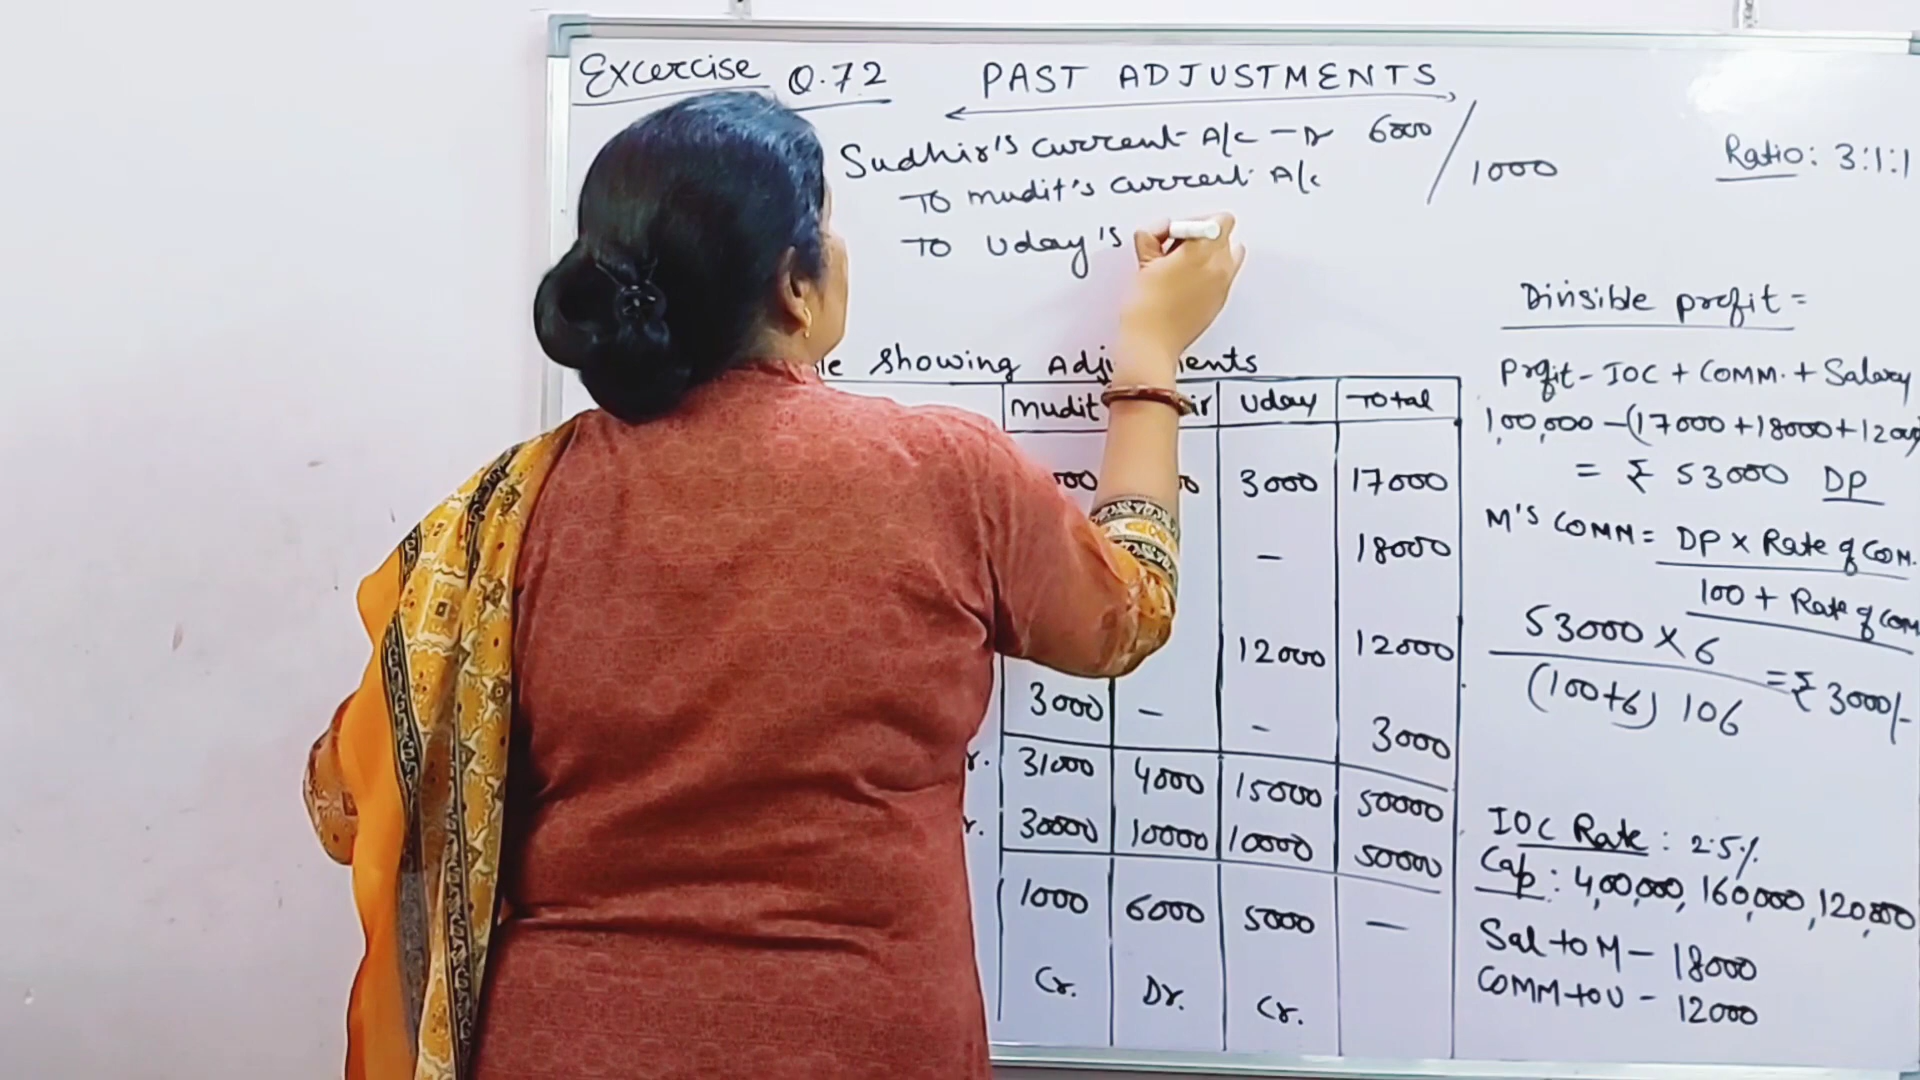 Excercise Q.72
PAST ADJUSTMENTS
Sudhir's current A/c - Dr 6000
To mudit's current A/c 1000
To Uday's
Ratio: 3:1:1
Showing
mudit Uday Total
3000 17000
- 18000
12000 12000
3000 - - 3000
31000 4000 15000 50000
30000 10000 10000 50000
1000 6000 5000 -
Cr. Dr. Cr.
Divisible profit =
Profit - IOC + COMM. + Salary
1,00,000 - (17000 + 18000 + 1200
= ₹ 53000 DP
M's COMM = DP x Rate of COM.
100 + Rate of COM
53000 x 6
(100+6) 106
= ₹ 3000/-
IOC Rate : 2.5%
Cap : 4,00,000, 160,000, 120,000
Sal to M - 18000
COMM to U - 12000